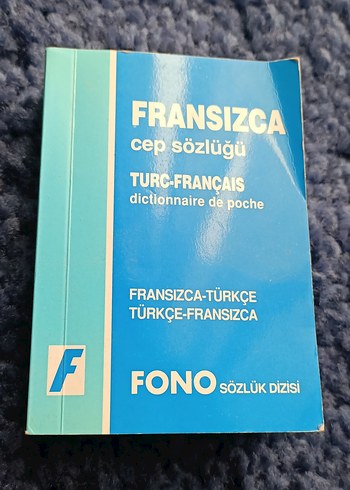 FRANSIZCA
cep sözlüğü
TURC-FRANÇAIS
dictionnaire de poche
FRANSIZCA-TÜRKÇE
TÜRKÇE-FRANSIZCA
F
FONO SÖZLÜK DİZİSİ